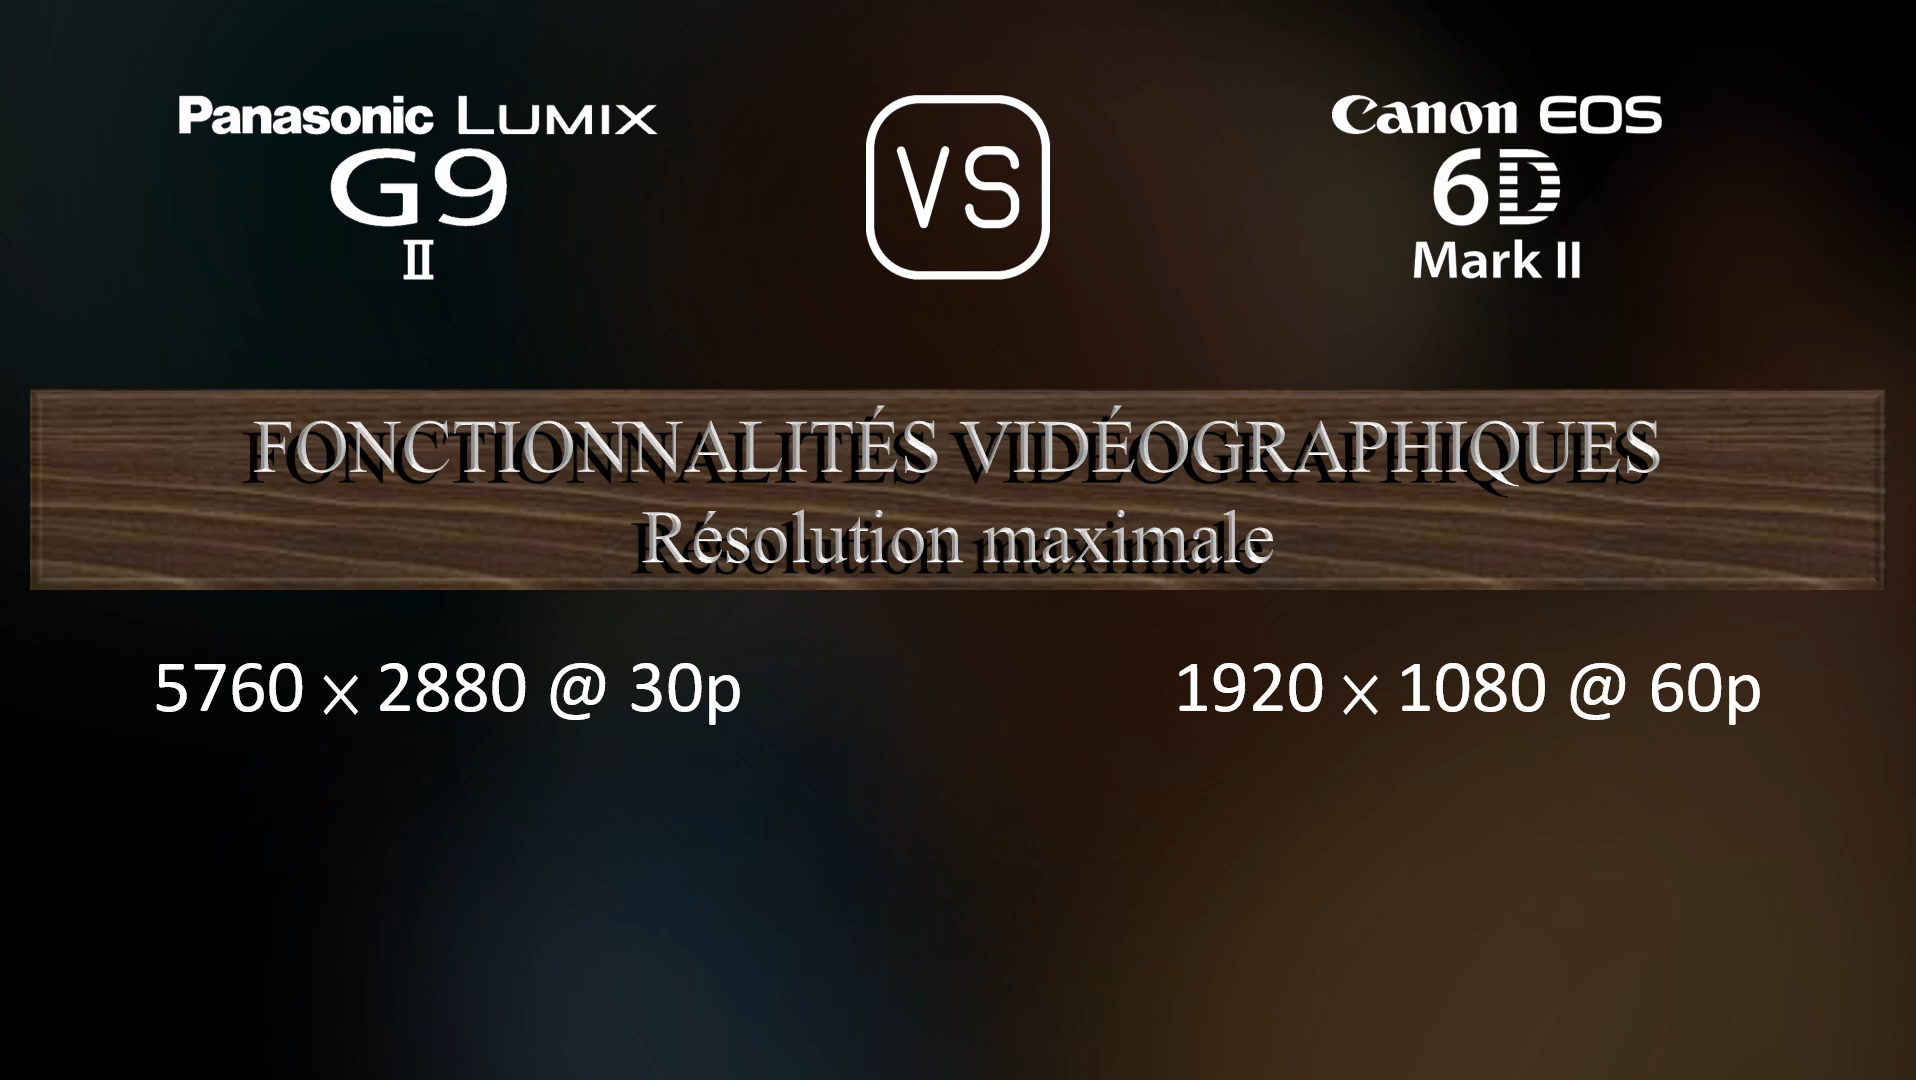 Panasonic LUMIX
G9
II
VS
Canon EOS
6D
Mark II
FONCTIONNALITÉS VIDÉOGRAPHIQUES
Résolution maximale
5760 x 2880 @ 30p
1920 x 1080 @ 60p